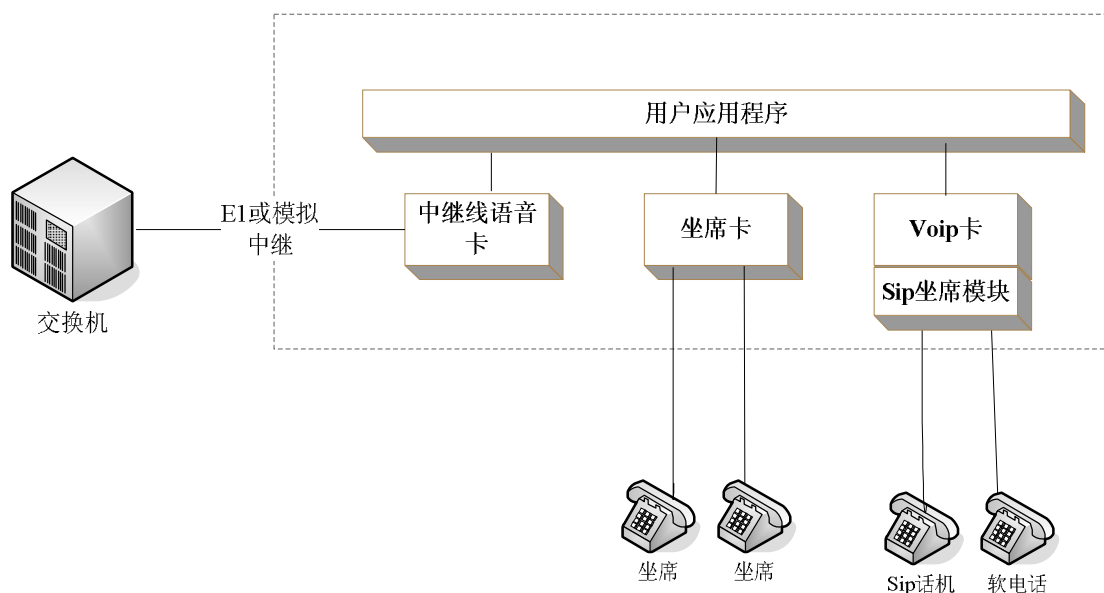 用户应用程序
E1或模拟
中继
中继线语音
卡
坐席卡
Voip卡
Sip坐席模块
交换机
坐席
坐席
Sip话机
软电话